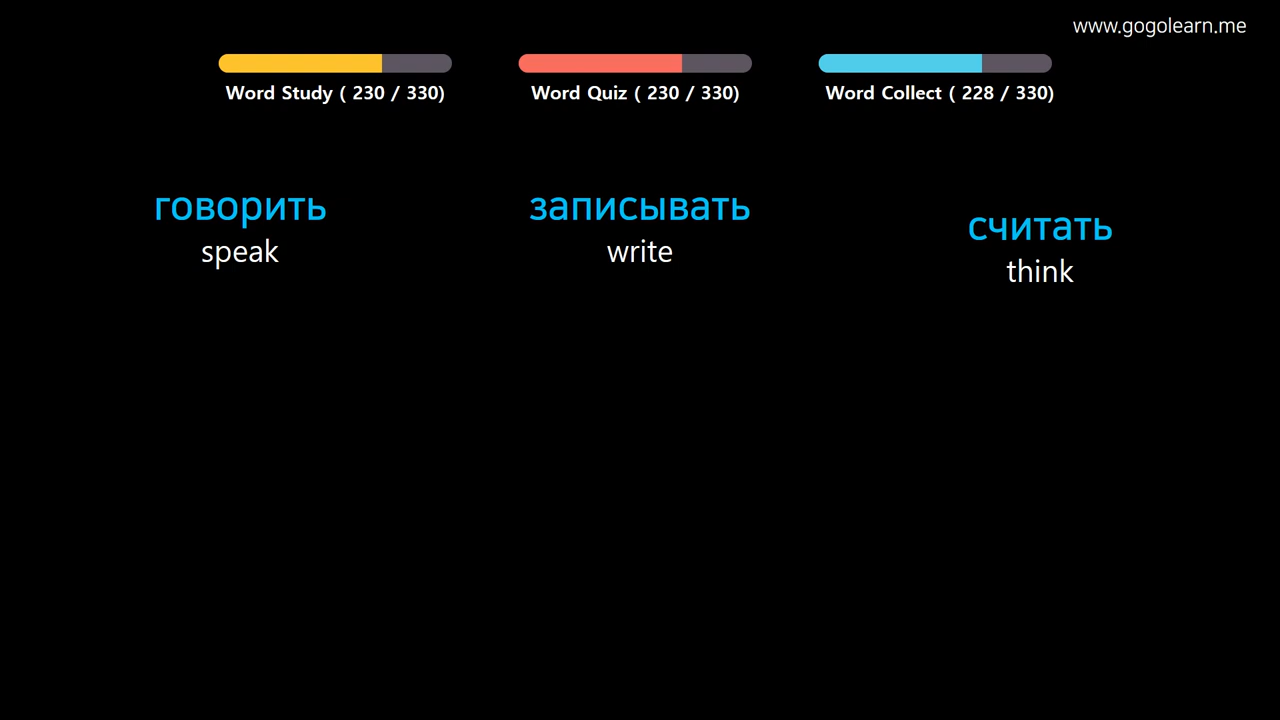 www.gogolearn.me
Word Study ( 230 / 330)
Word Quiz ( 230 / 330)
Word Collect ( 228 / 330)
говорить
speak
записывать
write
считать
think